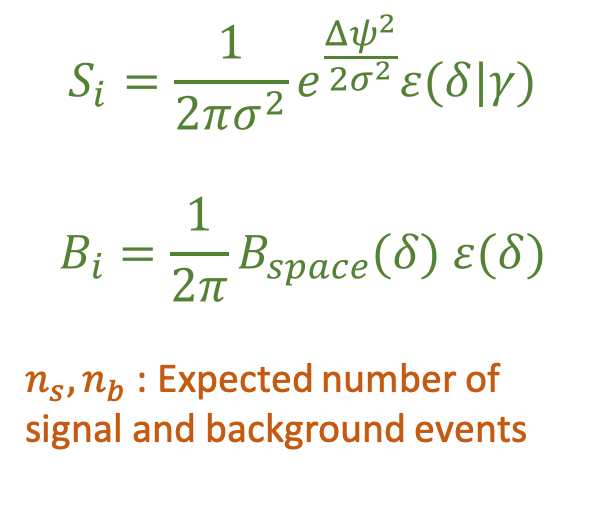 S_i = \frac{1}{2\pi\sigma^2} e^{\frac{\Delta\psi^2}{2\sigma^2}} \varepsilon(\delta|\gamma)
B_i = \frac{1}{2\pi} B_{space}(\delta) \varepsilon(\delta)
n_s, n_b : Expected number of
signal and background events